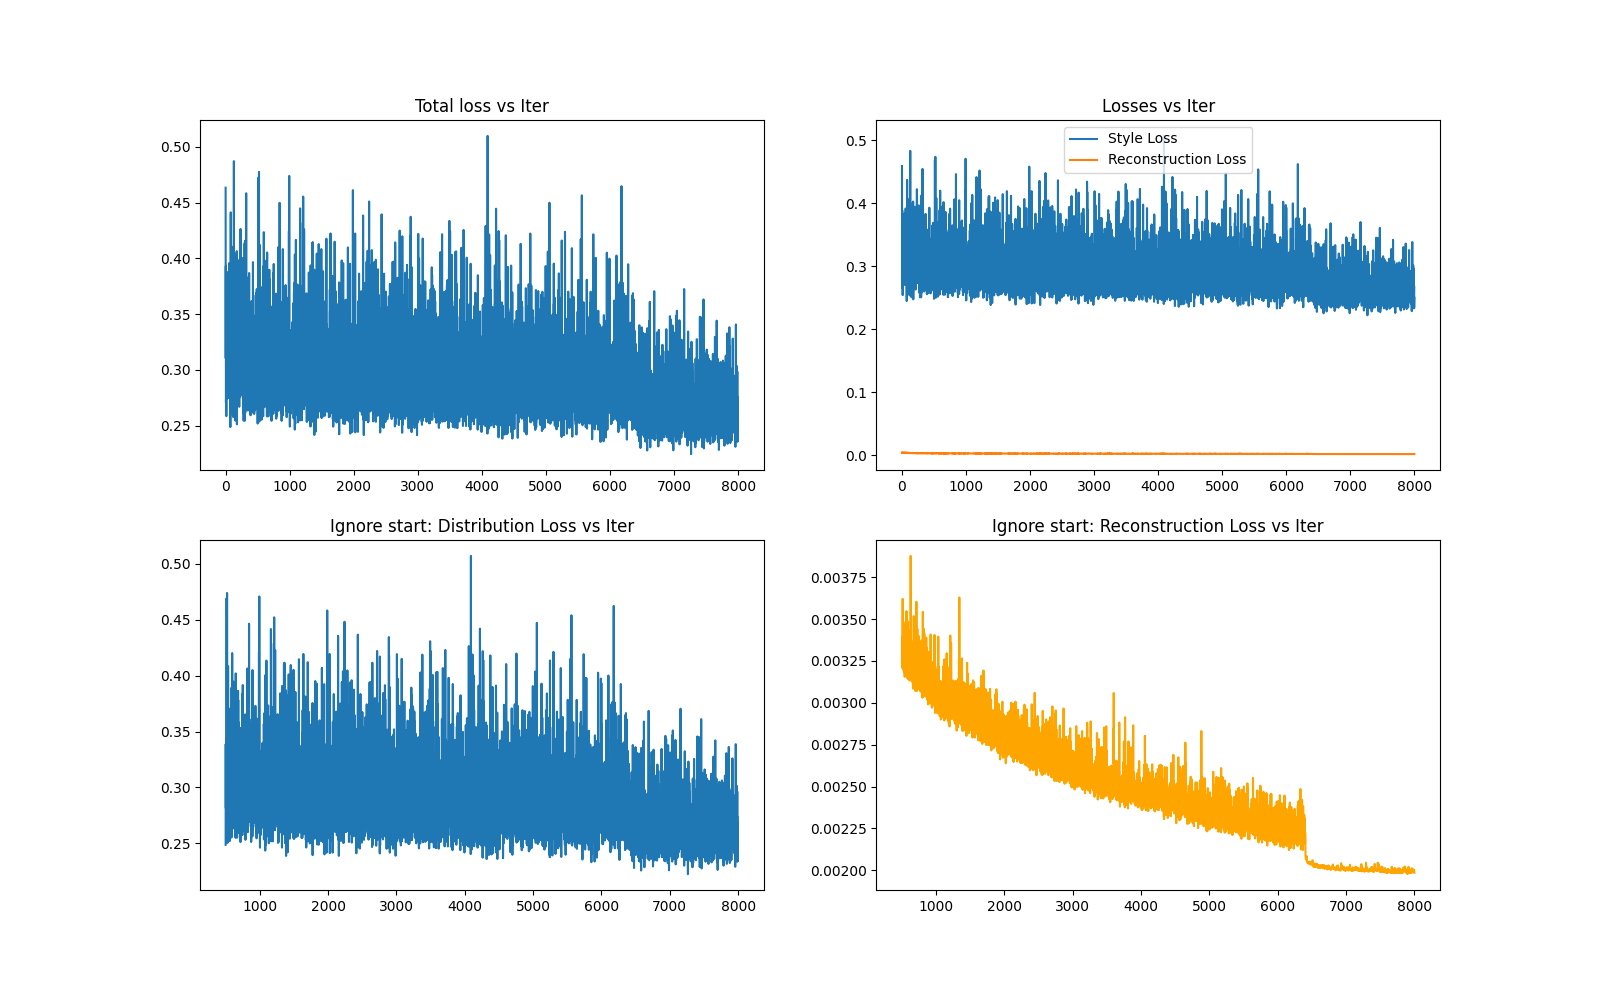 Total loss vs Iter
0.50
0.45
0.40
0.35
0.30
0.25
0 1000 2000 3000 4000 5000 6000 7000 8000
Losses vs Iter
Style Loss
Reconstruction Loss
0.5
0.4
0.3
0.2
0.1
0.0
0 1000 2000 3000 4000 5000 6000 7000 8000
Ignore start: Distribution Loss vs Iter
0.50
0.45
0.40
0.35
0.30
0.25
1000 2000 3000 4000 5000 6000 7000 8000
Ignore start: Reconstruction Loss vs Iter
0.00375
0.00350
0.00325
0.00300
0.00275
0.00250
0.00225
0.00200
1000 2000 3000 4000 5000 6000 7000 8000